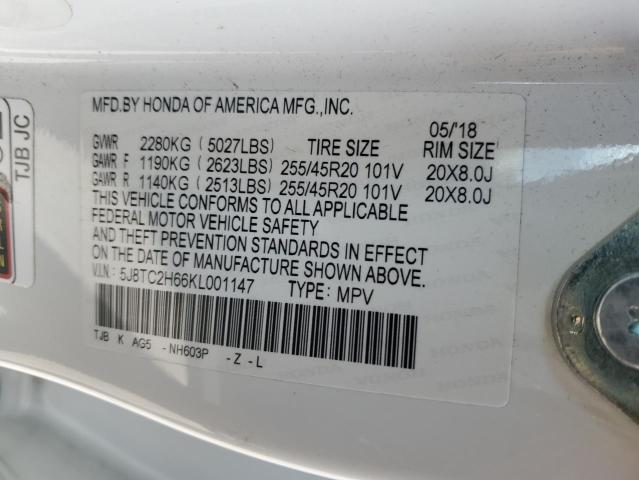 MFD.BY HONDA OF AMERICA MFG.,INC.
05/'18
GVWR 2280KG (5027LBS) TIRE SIZE RIM SIZE
GAWR F 1190KG (2623LBS) 255/45R20 101V 20X8.0J
GAWR R 1140KG (2513LBS) 255/45R20 101V 20X8.0J
THIS VEHICLE CONFORMS TO ALL APPLICABLE
FEDERAL MOTOR VEHICLE SAFETY
AND THEFT PREVENTION STANDARDS IN EFFECT
ON THE DATE OF MANUFACTURE SHOWN ABOVE.
V.I.N.: 5J8TC2H66KL001147 TYPE: MPV
TJB K AG5 -NH603P -Z -L
TJB JC